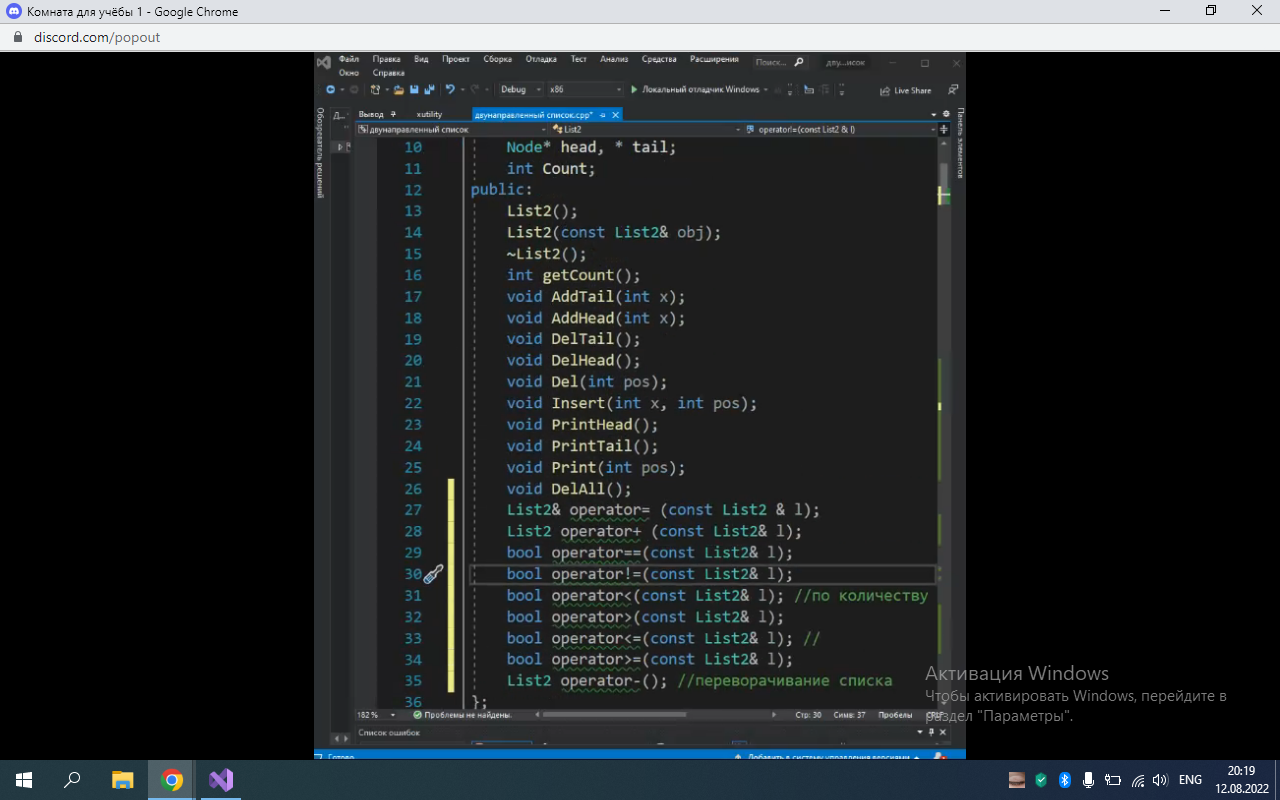 Комната для учёбы 1 - Google Chrome
discord.com/popout
Файл Правка Вид Проект Сборка Отладка Тест Анализ Средства Расширения Поиск...
Окно Справка
Debug x86 Локальный отладчик Windows Live Share
Обозреватель решений
Панель элементов
Вывод xutility двунаправленный список.cpp*
двунаправленный список List2 operator!=(const List2 & l)
10 Node* head, * tail;
11 int Count;
12 public:
13 List2();
14 List2(const List2& obj);
15 ~List2();
16 int getCount();
17 void AddTail(int x);
18 void AddHead(int x);
19 void DelTail();
20 void DelHead();
21 void Del(int pos);
22 void Insert(int x, int pos);
23 void PrintHead();
24 void PrintTail();
25 void Print(int pos);
26 void DelAll();
27 List2& operator= (const List2 & l);
28 List2 operator+ (const List2& l);
29 bool operator==(const List2& l);
30 bool operator!=(const List2& l);
31 bool operator<(const List2& l); //по количеству
32 bool operator>(const List2& l);
33 bool operator<=(const List2& l); //
34 bool operator>=(const List2& l);
35 List2 operator-(); //переворачивание списка
36 };
182 % Проблемы не найдены. Стр: 30 Симв: 37 Пробелы CRLF
Список ошибок
Готово
Добавить в систему управления версиями
Активация Windows
Чтобы активировать Windows, перейдите в
раздел "Параметры".
ENG
20:19
12.08.2022